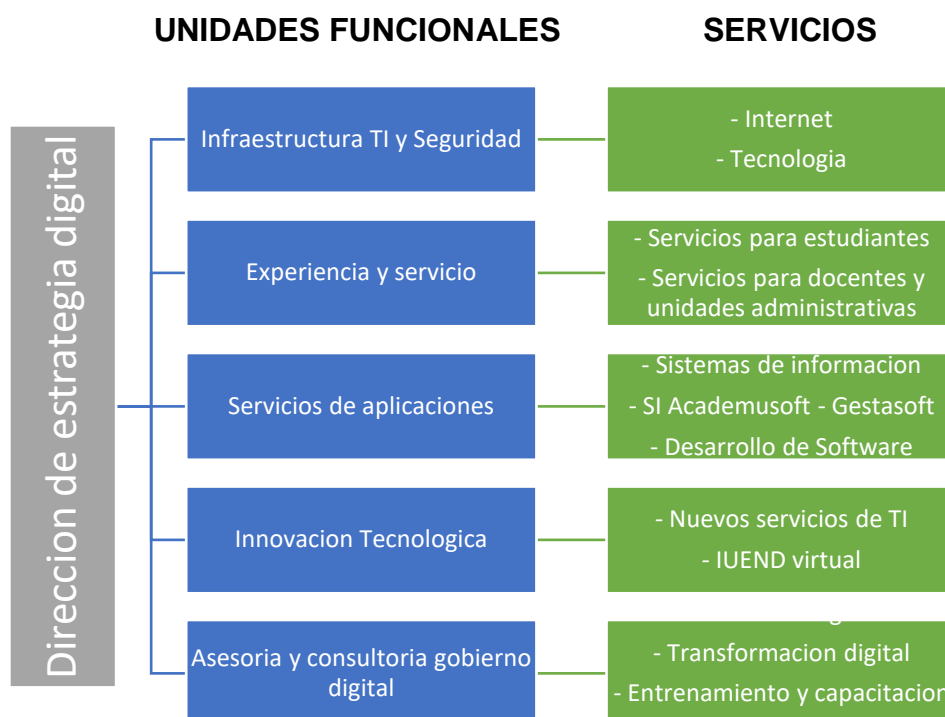 UNIDADES FUNCIONALES
SERVICIOS
Direccion de estrategia digital
Infraestructura TI y Seguridad
- Internet
- Tecnologia
Experiencia y servicio
- Servicios para estudiantes
- Servicios para docentes y
unidades administrativas
Servicios de aplicaciones
- Sistemas de informacion
- SI Academusoft - Gestasoft
- Desarrollo de Software
Innovacion Tecnologica
- Nuevos servicios de TI
- IUEND virtual
Asesoria y consultoria gobierno
digital
- Transformacion digital
- Entrenamiento y capacitacion